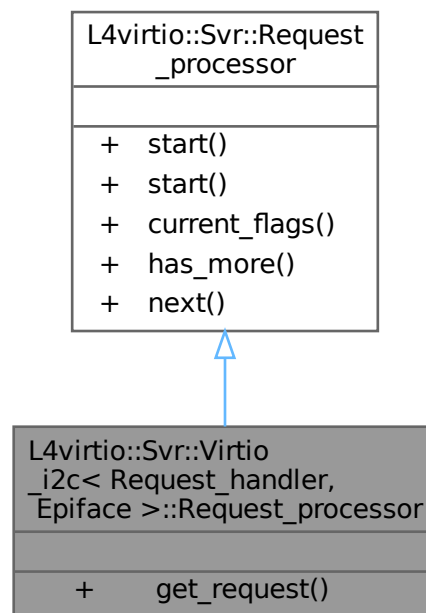 L4virtio::Svr::Request
_processor
+ start()
+ start()
+ current_flags()
+ has_more()
+ next()
L4virtio::Svr::Virtio
_i2c< Request_handler,
Epiface >::Request_processor
+ get_request()